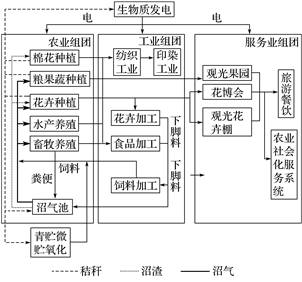 生物质发电
电
电
农业组团
工业组团
服务业组团
棉花种植
纺织工业
印染工业
粮果蔬种植
观光果园
花博会
旅游餐饮
花卉种植
观光花卉棚
水产养殖
花卉加工
下脚料
畜牧养殖
食品加工
农业社会化服务系统
饲料
下脚料
粪便
饲料加工
沼气池
青贮微贮氧化
秸秆
沼渣
沼气